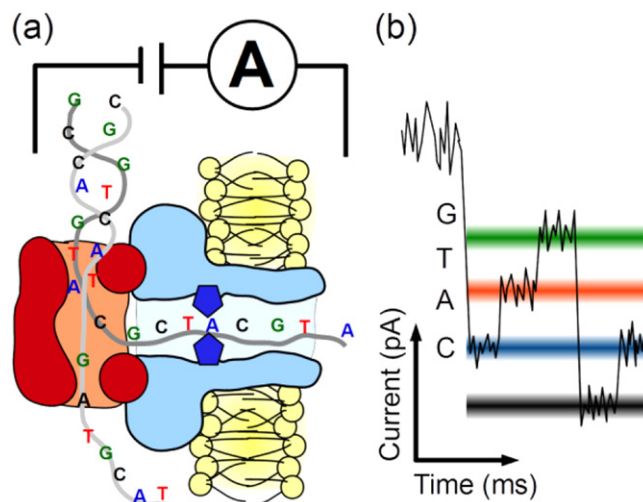 (a)
A
G C
C G
C G
A T
G C
T A
A T
C G C T A C G T A
G
A
T G C A T
(b)
G
T
A
C
Current (pA)
Time (ms)